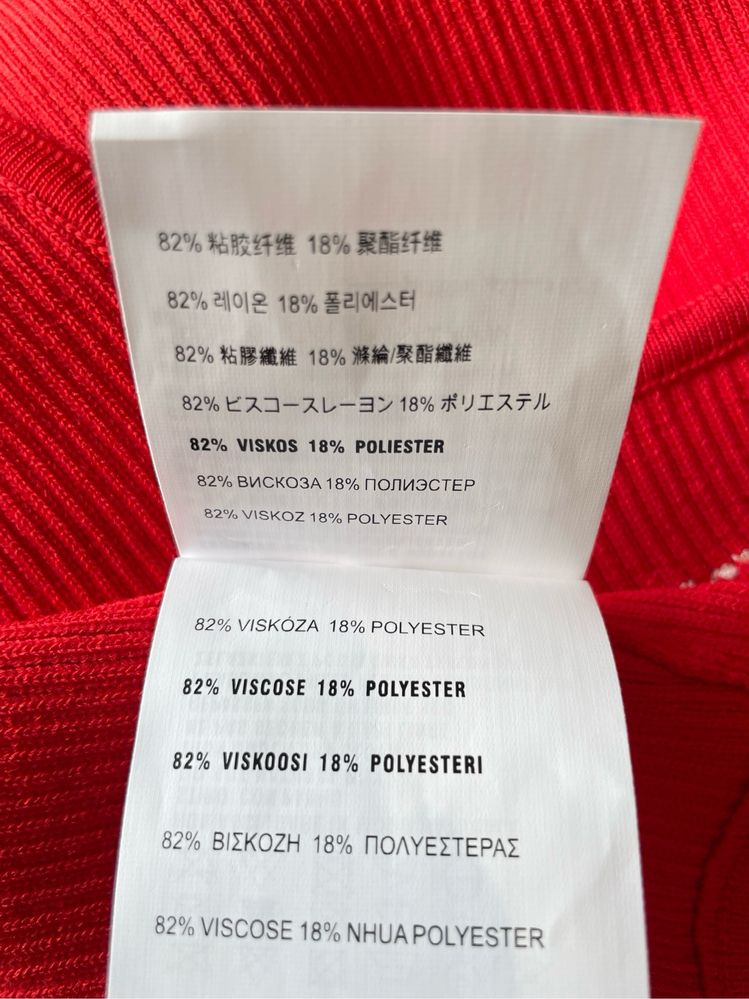 82% 粘胶纤维 18% 聚酯纤维
82% 레이온 18% 폴리에스터
82% 粘膠纖維 18% 滌綸/聚酯纖維
82% ビスコースレーヨン 18% ポリエステル
82% VISKOS 18% POLIESTER
82% ВИСКОЗА 18% ПОЛИЭСТЕР
82% VISKOZ 18% POLYESTER
82% VISKÓZA 18% POLYESTER
82% VISCOSE 18% POLYESTER
82% VISKOOSI 18% POLYESTERI
82% ΒΙΣΚΟΖΗ 18% ΠΟΛΥΕΣΤΕΡΑΣ
82% VISCOSE 18% NHUA POLYESTER